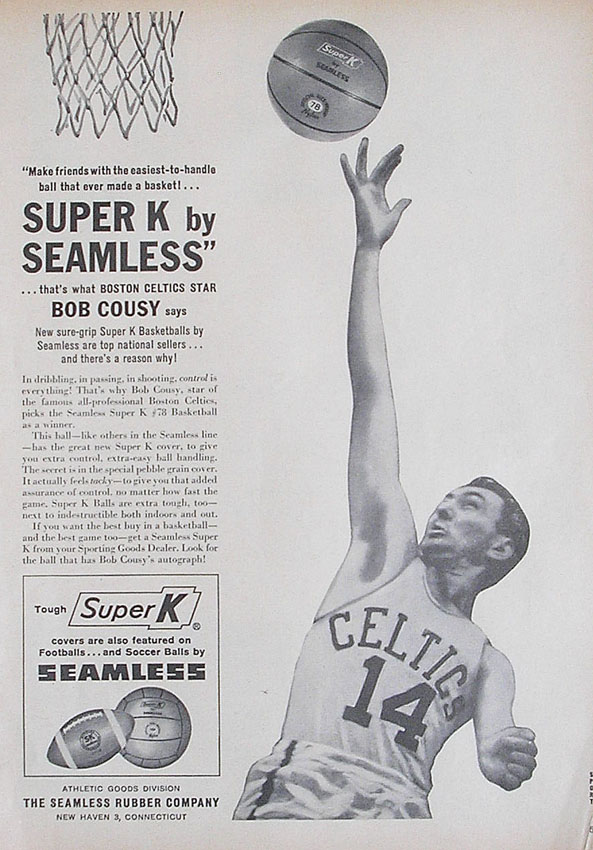 Super K
by
SEAMLESS
78
"Make friends with the easiest-to-handle
ball that ever made a basket!...
SUPER K by
SEAMLESS"
...that's what BOSTON CELTICS STAR
BOB COUSY says
New sure-grip Super K Basketballs by
Seamless are top national sellers...
and there's a reason why!
In dribbling, in passing, in shooting, control is
everything! That's why Bob Cousy, star of
the famous all-professional Boston Celtics,
picks the Seamless Super K #78 Basketball
as a winner.
This ball—like others in the Seamless line
—has the great new Super K cover, to give
you extra control, extra-easy ball handling.
The secret is in the special pebble grain cover.
It actually feels tacky—to give you that added
assurance of control, no matter how fast the
game. Super K Balls are extra tough, too—
next to indestructible both indoors and out.
If you want the best buy in a basketball—
and the best game too—get a Seamless Super
K from your Sporting Goods Dealer. Look for
the ball that has Bob Cousy's autograph!
CELTICS
14
Tough Super K ®
covers are also featured on
Footballs...and Soccer Balls by
SEAMLESS
Super K
SK
ATHLETIC GOODS DIVISION
THE SEAMLESS RUBBER COMPANY
NEW HAVEN 3, CONNECTICUT